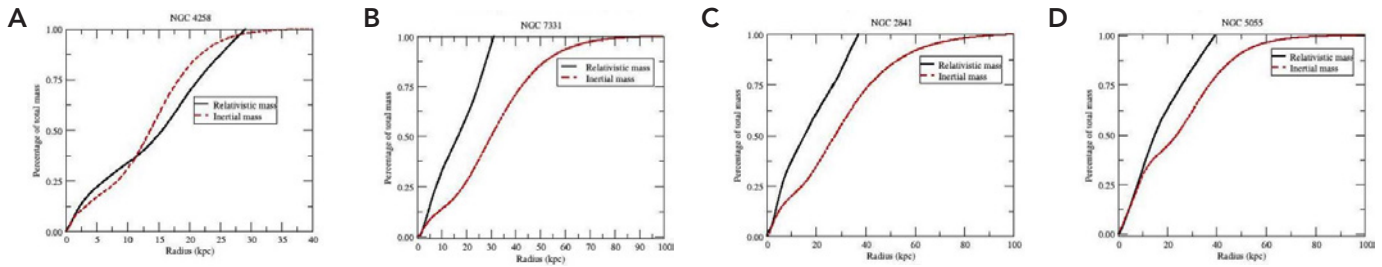 A
NGC 4258
Percentage of total mass
1.00
0.75
0.50
0.25
0.00
Relativistic mass
Inertial mass
0 5 10 15 20 25 30 35 40
Radius (kpc)
B
NGC 7331
Percentage of total mass
1.00
0.75
0.50
0.25
0.00
Relativistic mass
Inertial mass
0 10 20 30 40 50 60 70 80 90
Radius (kpc)
C
NGC 2841
Percentage of total mass
1.00
0.75
0.50
0.25
0.00
Relativistic mass
Inertial mass
0 20 40 60 80 100
Radius (kpc)
D
NGC 5055
Percentage of total mass
1.00
0.75
0.50
0.25
0.00
Relativistic mass
Inertial mass
0 20 40 60 80
Radius (kpc)